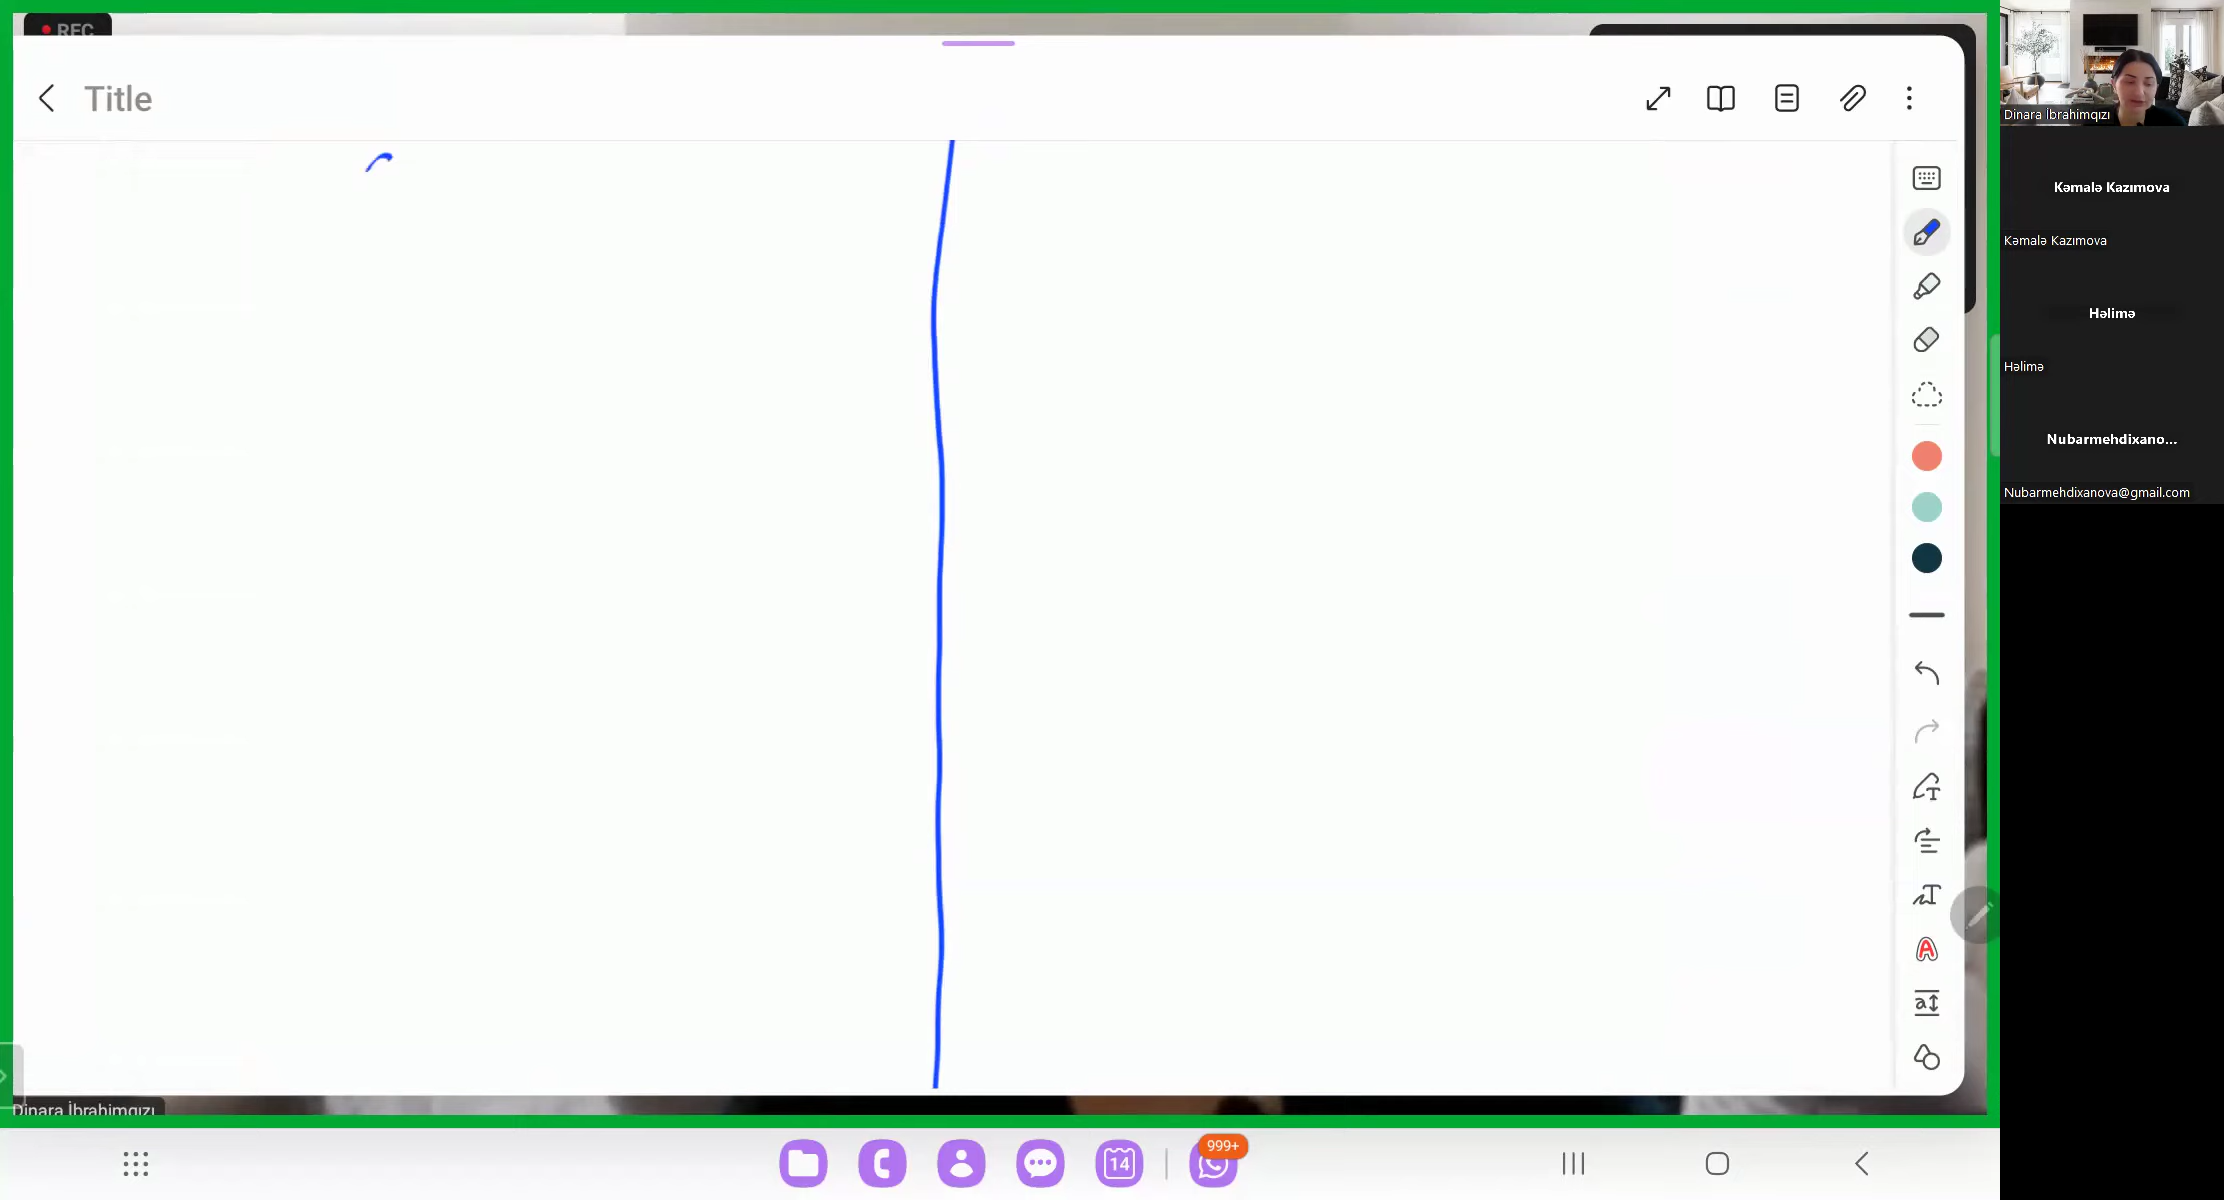 REC
Title
Dinara İbrahimqızı
Kəmalə Kazımova
Kəmalə Kazımova
Həlimə
Həlimə
Nubarmehdixano...
Nubarmehdixanova@gmail.com
T
T
A
a
Dinara İbrahimqızı
14
999+